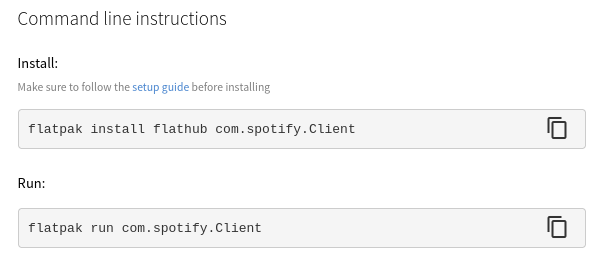 Command line instructions
Install:
Make sure to follow the setup guide before installing
flatpak install flathub com.spotify.Client
Run:
flatpak run com.spotify.Client